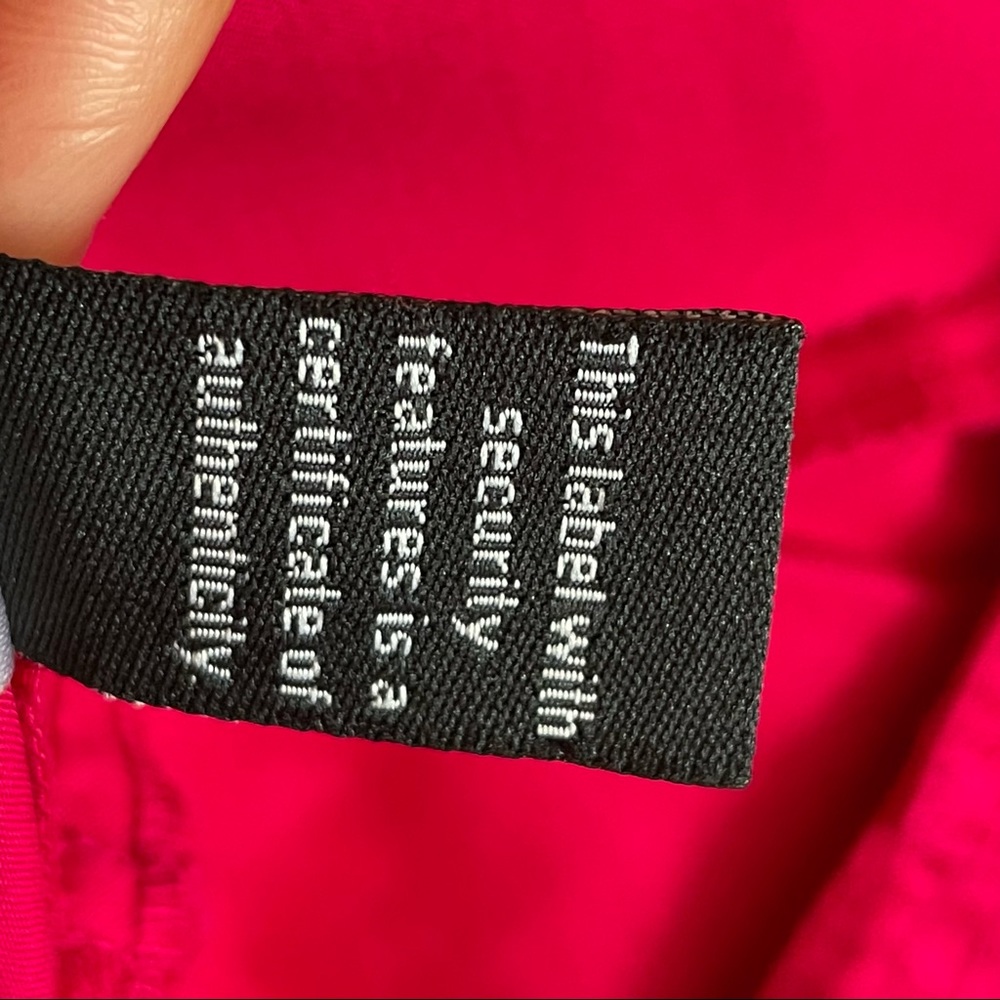 This label with
security
features is a
certificate of
authenticity.